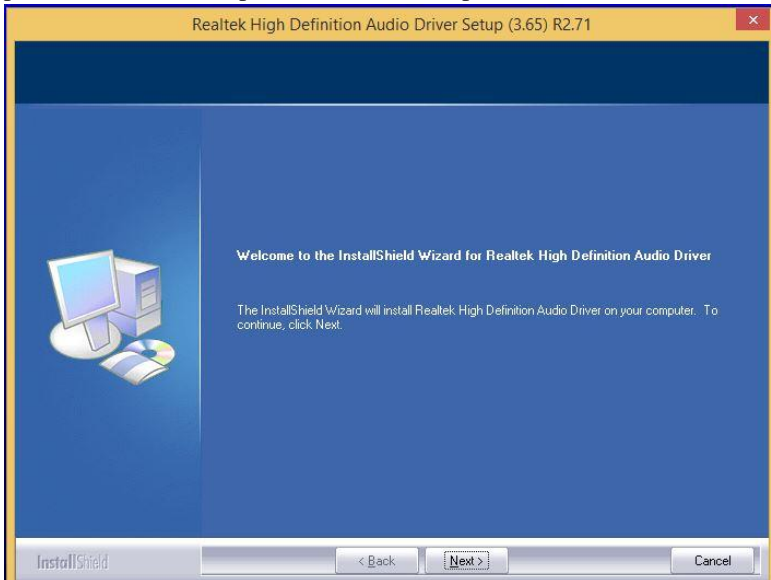 Realtek High Definition Audio Driver Setup (3.65) R2.71
Welcome to the InstallShield Wizard for Realtek High Definition Audio Driver
The InstallShield Wizard will install Realtek High Definition Audio Driver on your computer. To
continue, click Next.
InstallShield
< Back
Next >
Cancel